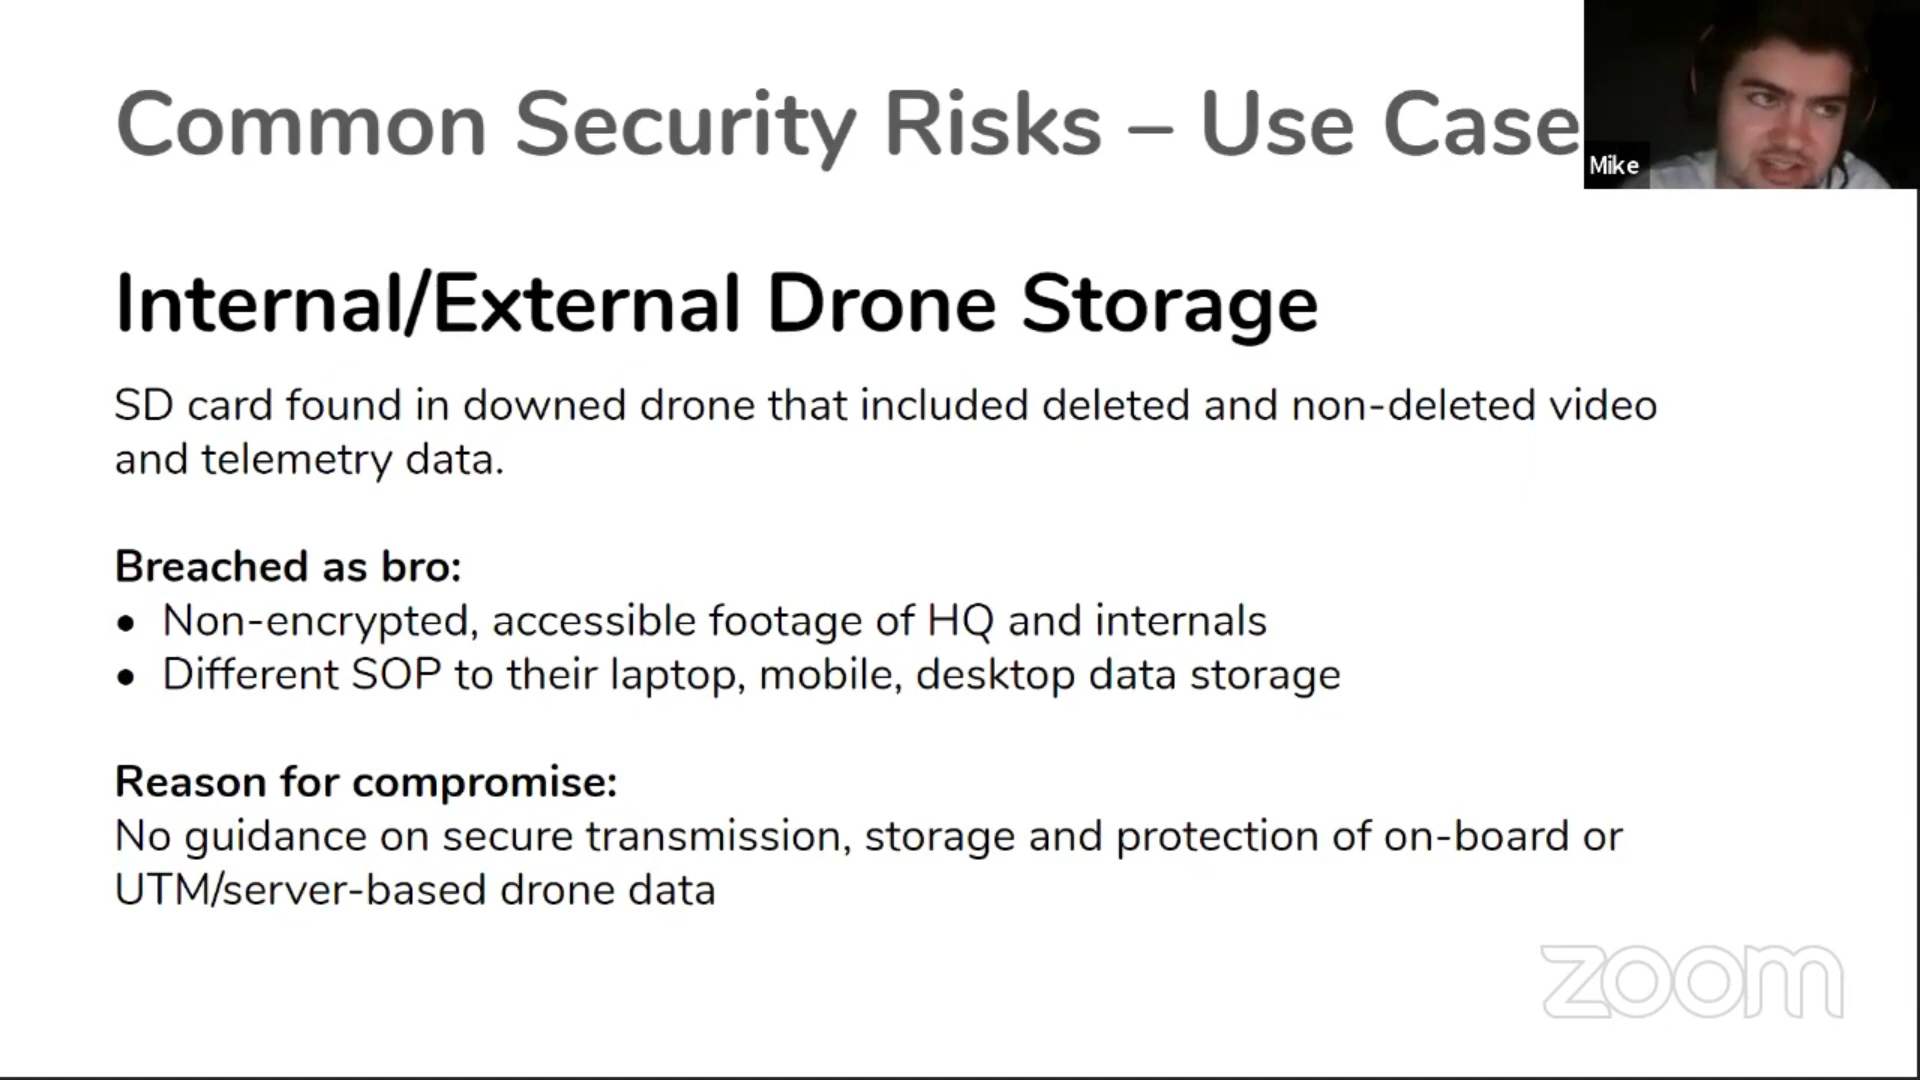 Common Security Risks – Use Case
Mike
Internal/External Drone Storage
SD card found in downed drone that included deleted and non-deleted video
and telemetry data.
Breached as bro:
• Non-encrypted, accessible footage of HQ and internals
• Different SOP to their laptop, mobile, desktop data storage
Reason for compromise:
No guidance on secure transmission, storage and protection of on-board or
UTM/server-based drone data
zoom